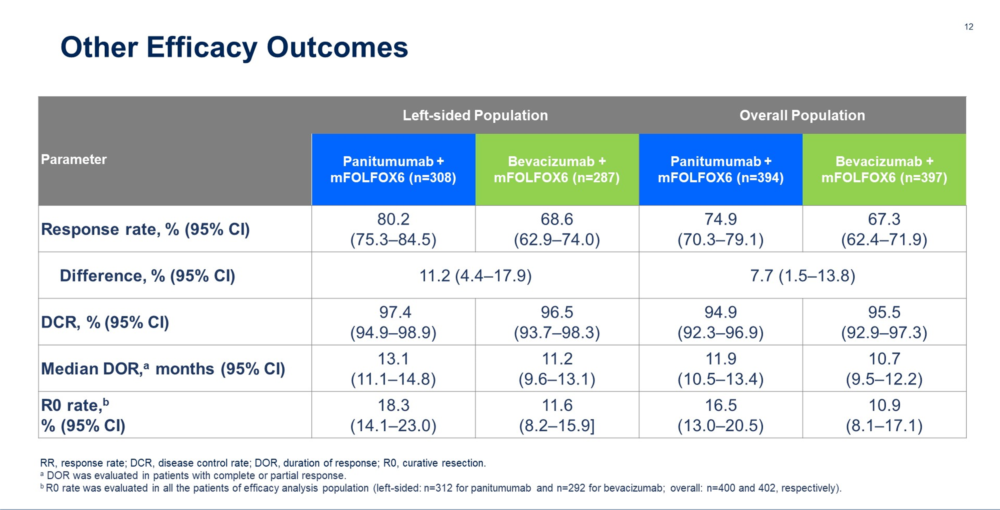 12
Other Efficacy Outcomes
Left-sided Population Overall Population
Parameter
Panitumumab +
mFOLFOX6 (n=308)
Bevacizumab +
mFOLFOX6 (n=287)
Panitumumab +
mFOLFOX6 (n=394)
Bevacizumab +
mFOLFOX6 (n=397)
Response rate, % (95% CI)
80.2
(75.3–84.5)
68.6
(62.9–74.0)
74.9
(70.3–79.1)
67.3
(62.4–71.9)
Difference, % (95% CI)
11.2 (4.4–17.9)
7.7 (1.5–13.8)
DCR, % (95% CI)
97.4
(94.9–98.9)
96.5
(93.7–98.3)
94.9
(92.3–96.9)
95.5
(92.9–97.3)
Median DOR,ᵃ months (95% CI)
13.1
(11.1–14.8)
11.2
(9.6–13.1)
11.9
(10.5–13.4)
10.7
(9.5–12.2)
R0 rate,ᵇ
% (95% CI)
18.3
(14.1–23.0)
11.6
(8.2–15.9]
16.5
(13.0–20.5)
10.9
(8.1–17.1)
RR, response rate; DCR, disease control rate; DOR, duration of response; R0, curative resection.
ᵃ DOR was evaluated in patients with complete or partial response.
ᵇ R0 rate was evaluated in all the patients of efficacy analysis population (left-sided: n=312 for panitumumab and n=292 for bevacizumab; overall: n=400 and 402, respectively).